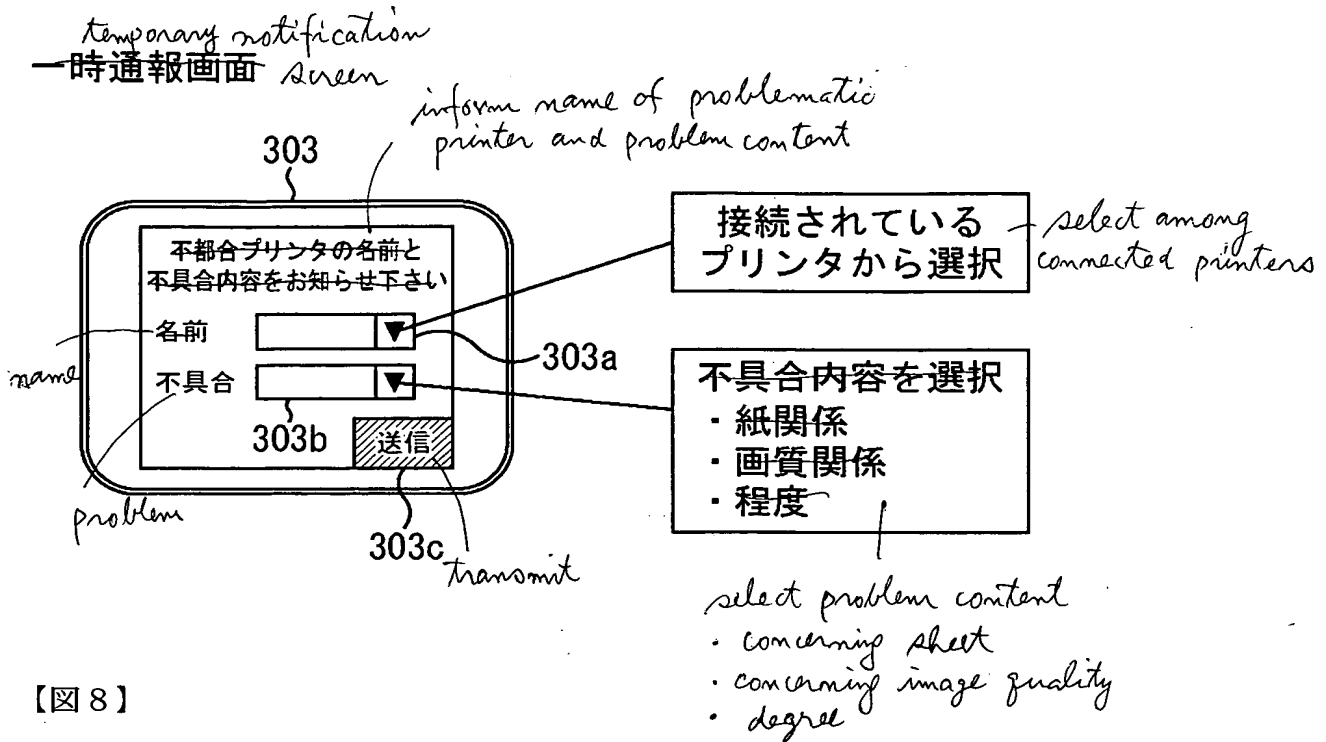 temporary notification
一時通報画面 screen
inform name of problematic
printer and problem content
303
不都合プリンタの名前と
不具合内容をお知らせ下さい
名前
name
不具合
problem
303a
303b
送信
303c
transmit
接続されている
プリンタから選択
select among
connected printers
不具合内容を選択
・紙関係
・画質関係
・程度
select problem content
· concerning sheet
· concerning image quality
· degree
【図8】